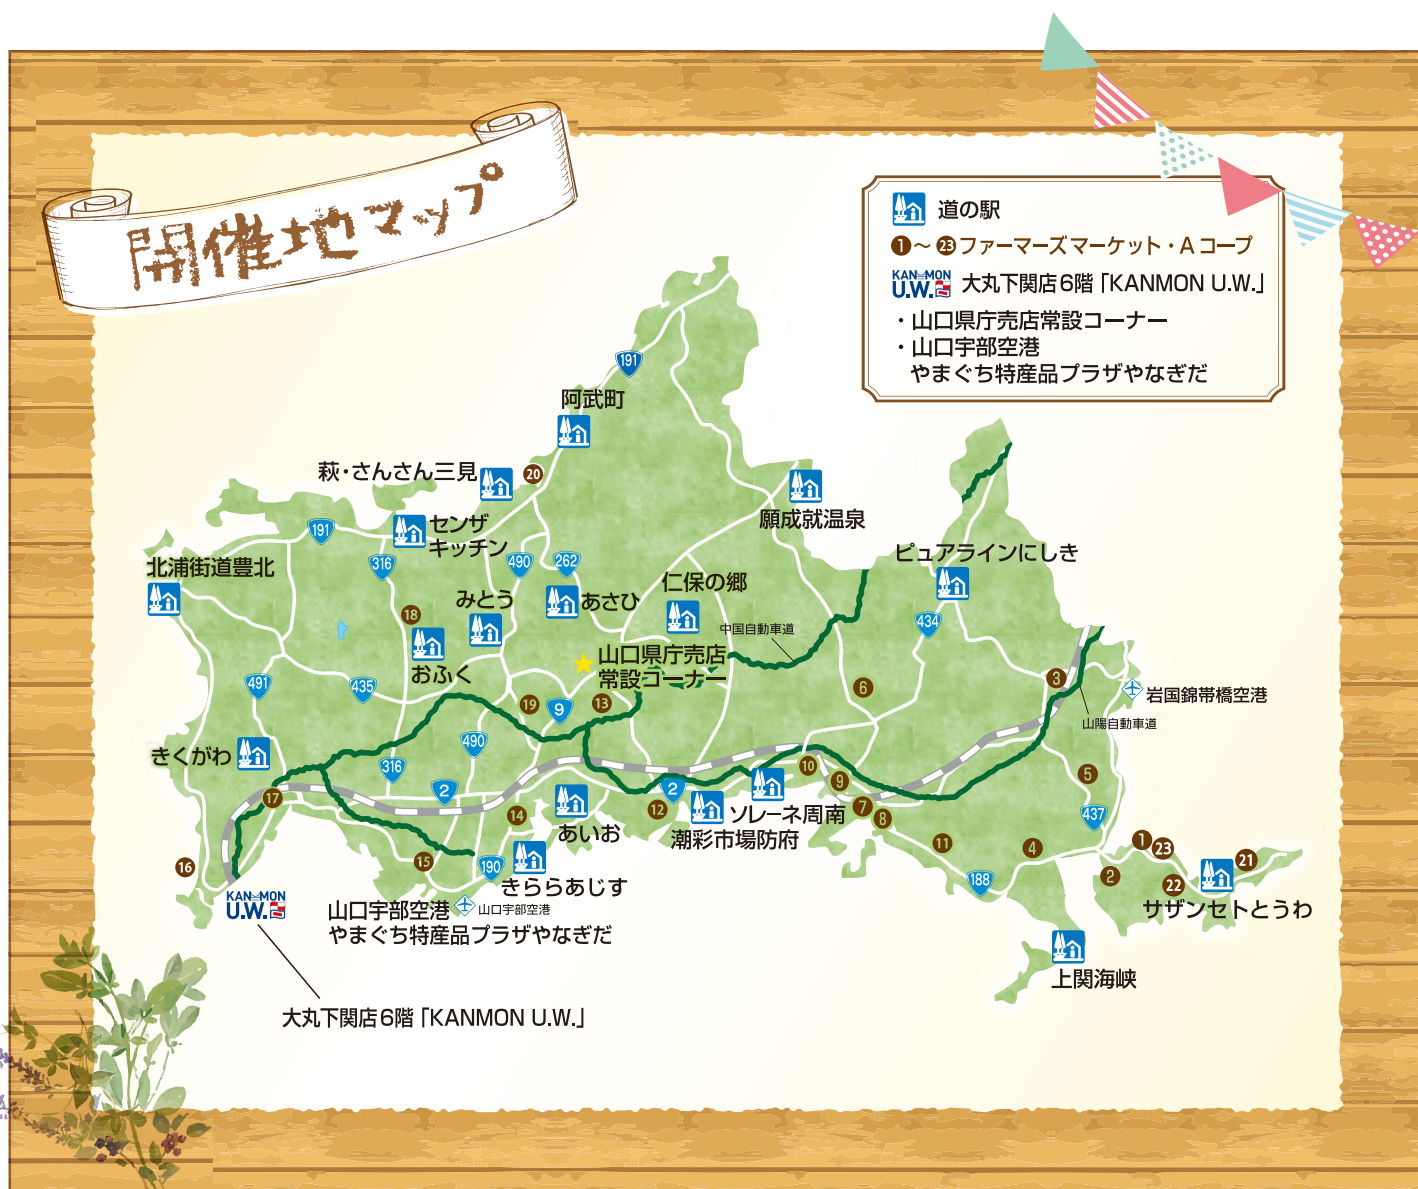 開催地マップ
道の駅
❶〜㉓ファーマーズマーケット・Aコープ
KAN MON
U.W.
大丸下関店6階「KANMON U.W.」
・山口県庁売店常設コーナー
・山口宇部空港
やまぐち特産品プラザやなぎだ
191
阿武町
萩・さんさん三見
20
願成就温泉
191
センザ
キッチン
316
490
262
ピュアラインにしき
北浦街道豊北
みとう
あさひ
仁保の郷
18
434
中国自動車道
おふく
山口県庁売店
常設コーナー
491
435
19
9
13
6
3
岩国錦帯橋空港
山陽自動車道
きくがわ
490
316
10
9
5
17
2
14
あいお
12
2
ソレーネ周南
潮彩市場防府
7
8
437
16
15
190
きららあじす
11
188
4
1
23
2
22
21
サザンセトとうわ
KAN MON
U.W.
山口宇部空港
山口宇部空港
やまぐち特産品プラザやなぎだ
上関海峡
大丸下関店6階「KANMON U.W.」